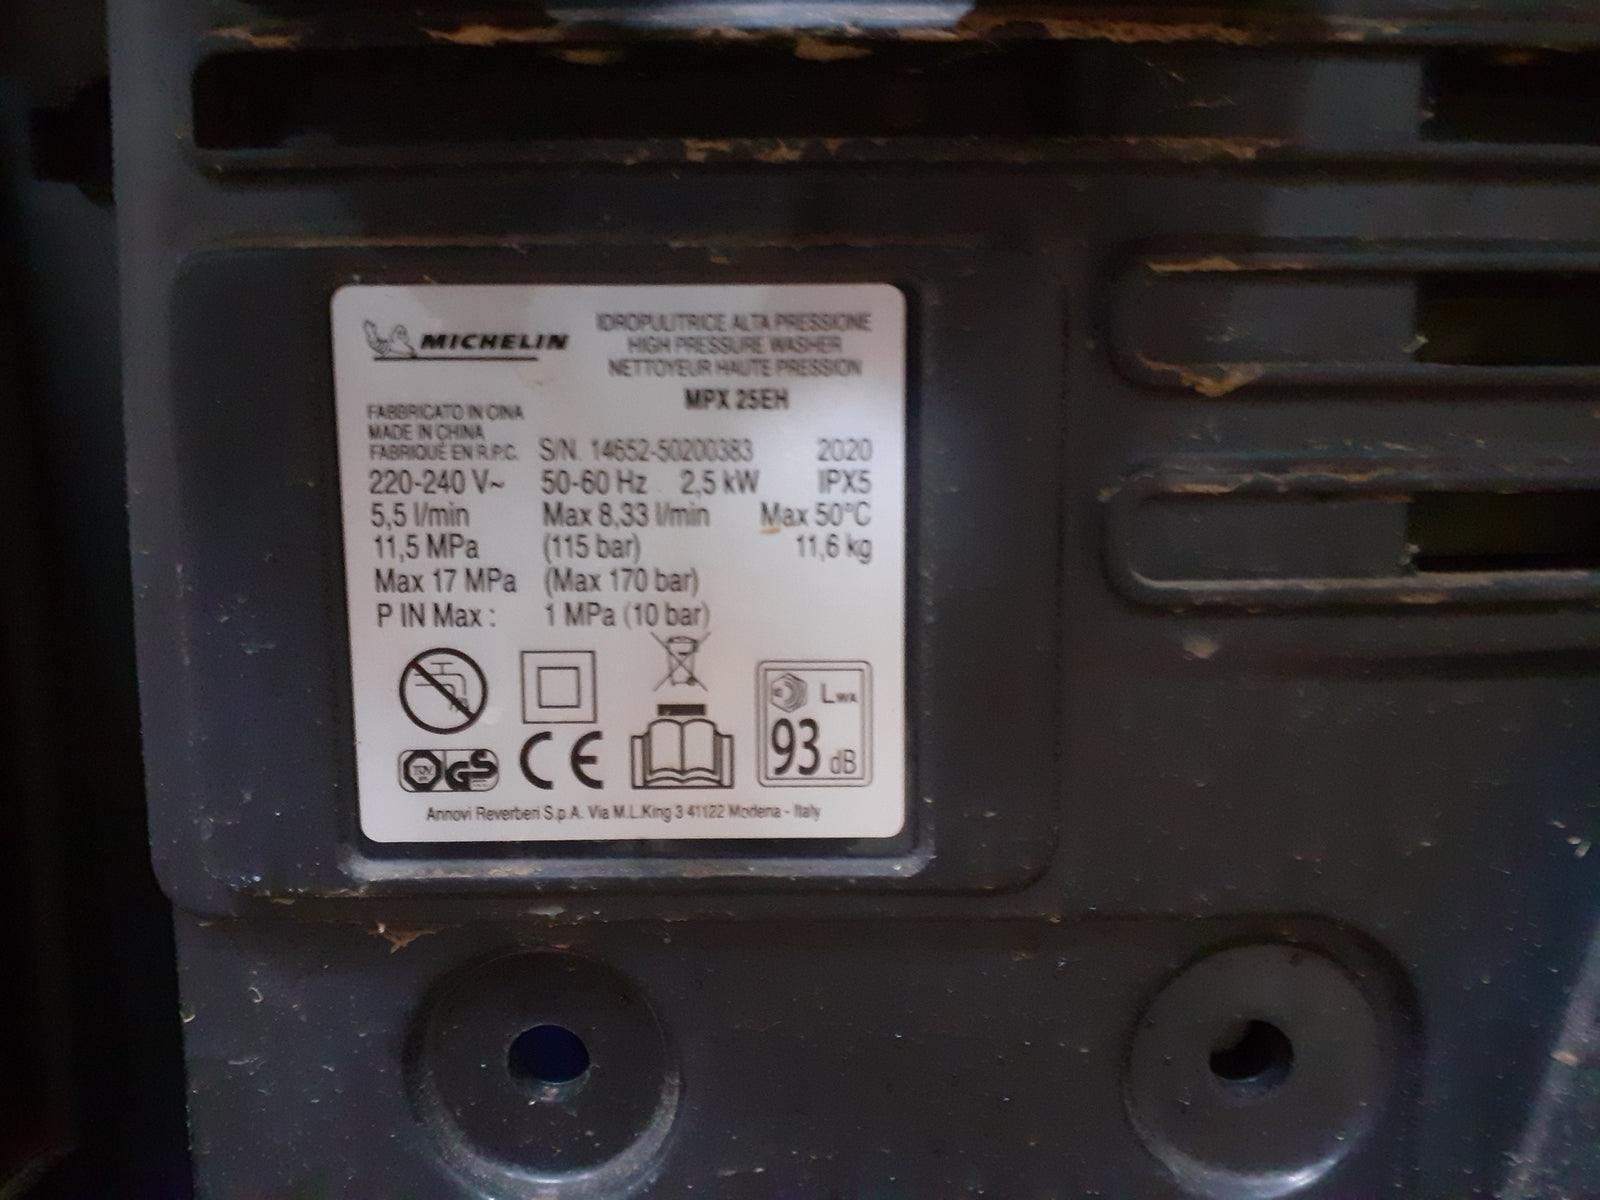 MICHELIN
IDROPULITRICE ALTA PRESSIONE
HIGH PRESSURE WASHER
NETTOYEUR HAUTE PRESSION
MPX 25EH
FABBRICATO IN CINA
MADE IN CHINA
FABRIQUÉ EN R.P.C. S/N. 14652-50200383 2020
220-240 V~ 50-60 Hz 2,5 kW IPX5
5,5 l/min Max 8,33 l/min Max 50°C
11,5 MPa (115 bar) 11,6 kg
Max 17 MPa (Max 170 bar)
P IN Max : 1 MPa (10 bar)
LWA
93 dB
TÜV GS CE
Annovi Reverberi S.p.A. Via M.L.King 3 41122 Modena - Italy